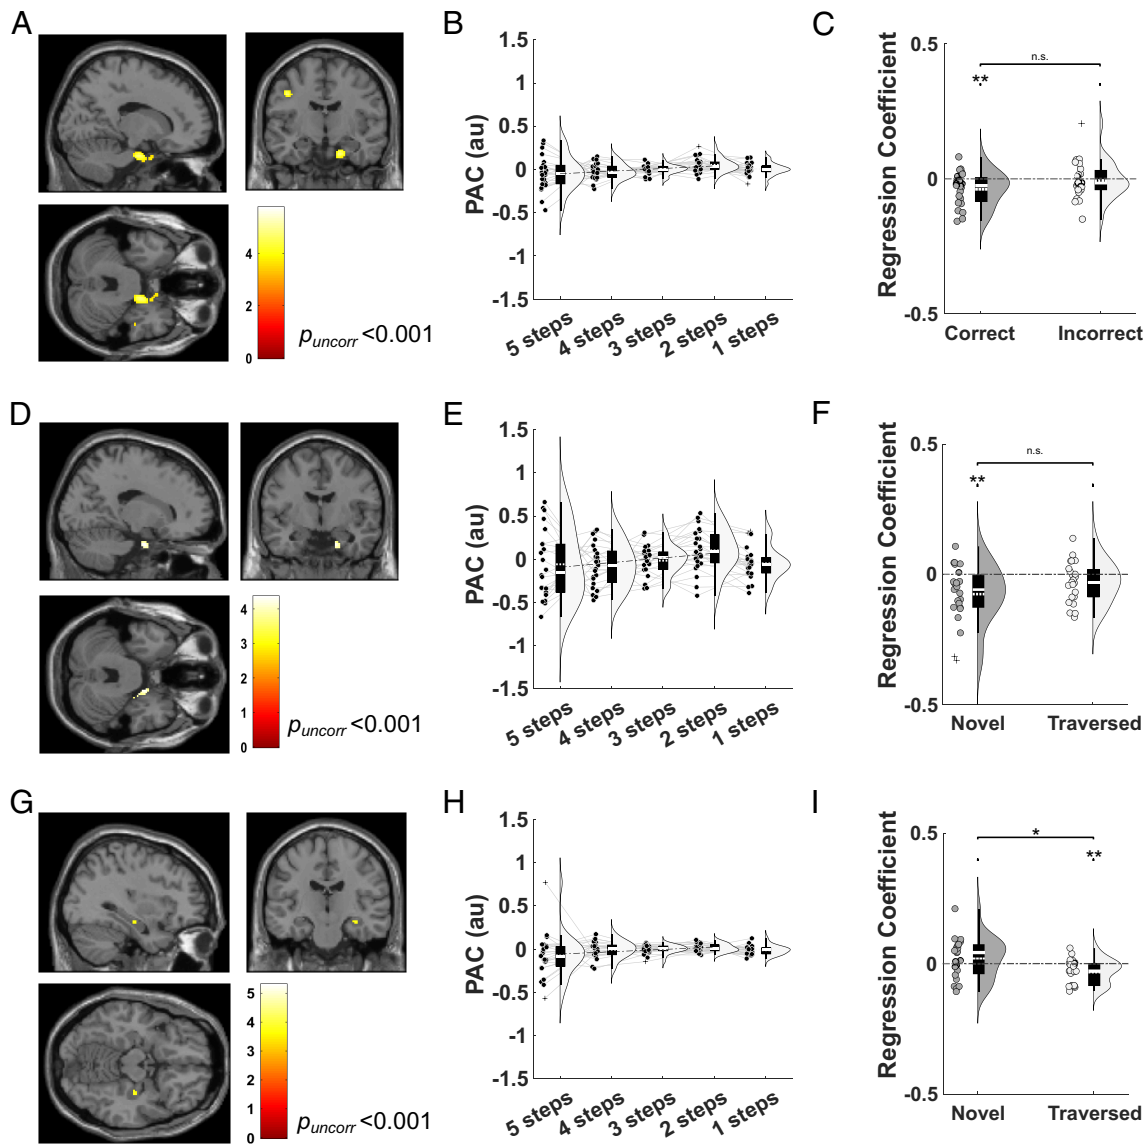 A
4
2
0
puncorr <0.001
B
PAC (au)
1.5
1
0.5
0
-0.5
-1
-1.5
5 steps
4 steps
3 steps
2 steps
1 steps
C
Regression Coefficient
0.5
0
-0.5
n.s.
**
Correct
Incorrect
D
4
3
2
1
0
puncorr <0.001
E
PAC (au)
1.5
1
0.5
0
-0.5
-1
-1.5
5 steps
4 steps
3 steps
2 steps
1 steps
F
Regression Coefficient
0.5
0
-0.5
n.s.
**
Novel
Traversed
G
5
4
3
2
1
0
puncorr <0.001
H
PAC (au)
1.5
1
0.5
0
-0.5
-1
-1.5
5 steps
4 steps
3 steps
2 steps
1 steps
I
Regression Coefficient
0.5
0
-0.5
*
**
Novel
Traversed